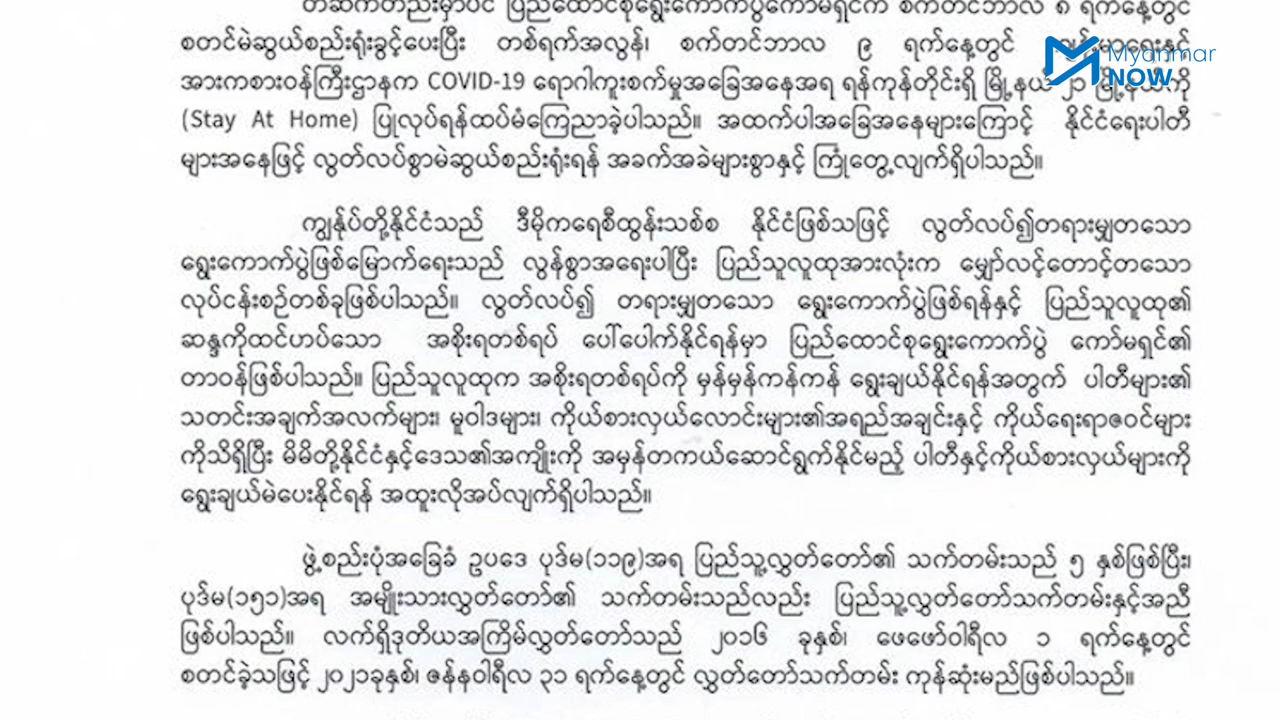 တစ်ဆက်တည်းမှာပင် ပြည်ထောင်စုရွေးကောက်ပွဲကော်မရှင်က စက်တင်ဘာလ ၈ ရက်နေ့တွင်
စတင်မဲဆွယ်စည်းရုံးခွင့်ပေးပြီး တစ်ရက်အလွန်၊ စက်တင်ဘာလ ၉ ရက်နေ့တွင်
Myanmar
NOW
အားကစားဝန်ကြီးဌာနက COVID-19 ရောဂါကူးစက်မှုအခြေအနေအရ ရန်ကုန်တိုင်းရှိ မြို့နယ် ၂၁ မြို့နယ်ကို
(Stay At Home) ပြုလုပ်ရန်ထပ်မံကြေညာခဲ့ပါသည်။ အထက်ပါအခြေအနေများကြောင့် နိုင်ငံရေးပါတီ
များအနေဖြင့် လွတ်လပ်စွာမဲဆွယ်စည်းရုံးရန် အခက်အခဲများစွာနှင့် ကြုံတွေ့လျက်ရှိပါသည်။
ကျွန်ုပ်တို့နိုင်ငံသည် ဒီမိုကရေစီထွန်းသစ်စ နိုင်ငံဖြစ်သဖြင့် လွတ်လပ်၍တရားမျှတသော
ရွေးကောက်ပွဲဖြစ်မြောက်ရေးသည် လွန်စွာအရေးပါပြီး ပြည်သူလူထုအားလုံးက မျှော်လင့်တောင့်တသော
လုပ်ငန်းစဉ်တစ်ခုဖြစ်ပါသည်။ လွတ်လပ်၍ တရားမျှတသော ရွေးကောက်ပွဲဖြစ်ရန်နှင့် ပြည်သူလူထု၏
ဆန္ဒကိုထင်ဟပ်သော အစိုးရတစ်ရပ် ပေါ်ပေါက်နိုင်ရန်မှာ ပြည်ထောင်စုရွေးကောက်ပွဲ ကော်မရှင်၏
တာဝန်ဖြစ်ပါသည်။ ပြည်သူလူထုက အစိုးရတစ်ရပ်ကို မှန်မှန်ကန်ကန် ရွေးချယ်နိုင်ရန်အတွက် ပါတီများ၏
သတင်းအချက်အလက်များ၊ မူဝါဒများ၊ ကိုယ်စားလှယ်လောင်းများ၏အရည်အချင်းနှင့် ကိုယ်ရေးရာဇဝင်များ
ကိုသိရှိပြီး မိမိတို့နိုင်ငံနှင့်ဒေသ၏အကျိုးကို အမှန်တကယ်ဆောင်ရွက်နိုင်မည့် ပါတီနှင့်ကိုယ်စားလှယ်များကို
ရွေးချယ်မဲပေးနိုင်ရန် အထူးလိုအပ်လျက်ရှိပါသည်။
ဖွဲ့စည်းပုံအခြေခံ ဥပဒေ ပုဒ်မ(၁၁၉)အရ ပြည်သူ့လွှတ်တော်၏ သက်တမ်းသည် ၅ နှစ်ဖြစ်ပြီး၊
ပုဒ်မ(၁၅၁)အရ အမျိုးသားလွှတ်တော်၏ သက်တမ်းသည်လည်း ပြည်သူ့လွှတ်တော်သက်တမ်းနှင့်အညီ
ဖြစ်ပါသည်။ လက်ရှိဒုတိယအကြိမ်လွှတ်တော်သည် ၂၀၁၆ ခုနှစ်၊ ဖေဖော်ဝါရီလ ၁ ရက်နေ့တွင်
စတင်ခဲ့သဖြင့် ၂၀၂၁ခုနှစ်၊ ဇန်နဝါရီလ ၃၁ ရက်နေ့တွင် လွှတ်တော်သက်တမ်း ကုန်ဆုံးမည်ဖြစ်ပါသည်။